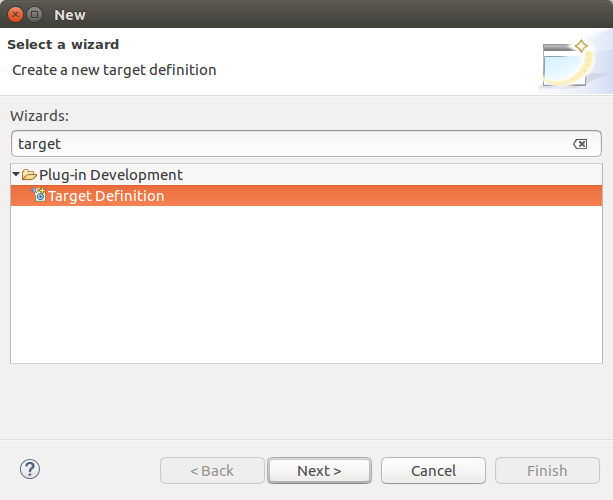 New
Select a wizard
Create a new target definition
Wizards:
target
Plug-in Development
Target Definition
?
< Back
Next >
Cancel
Finish